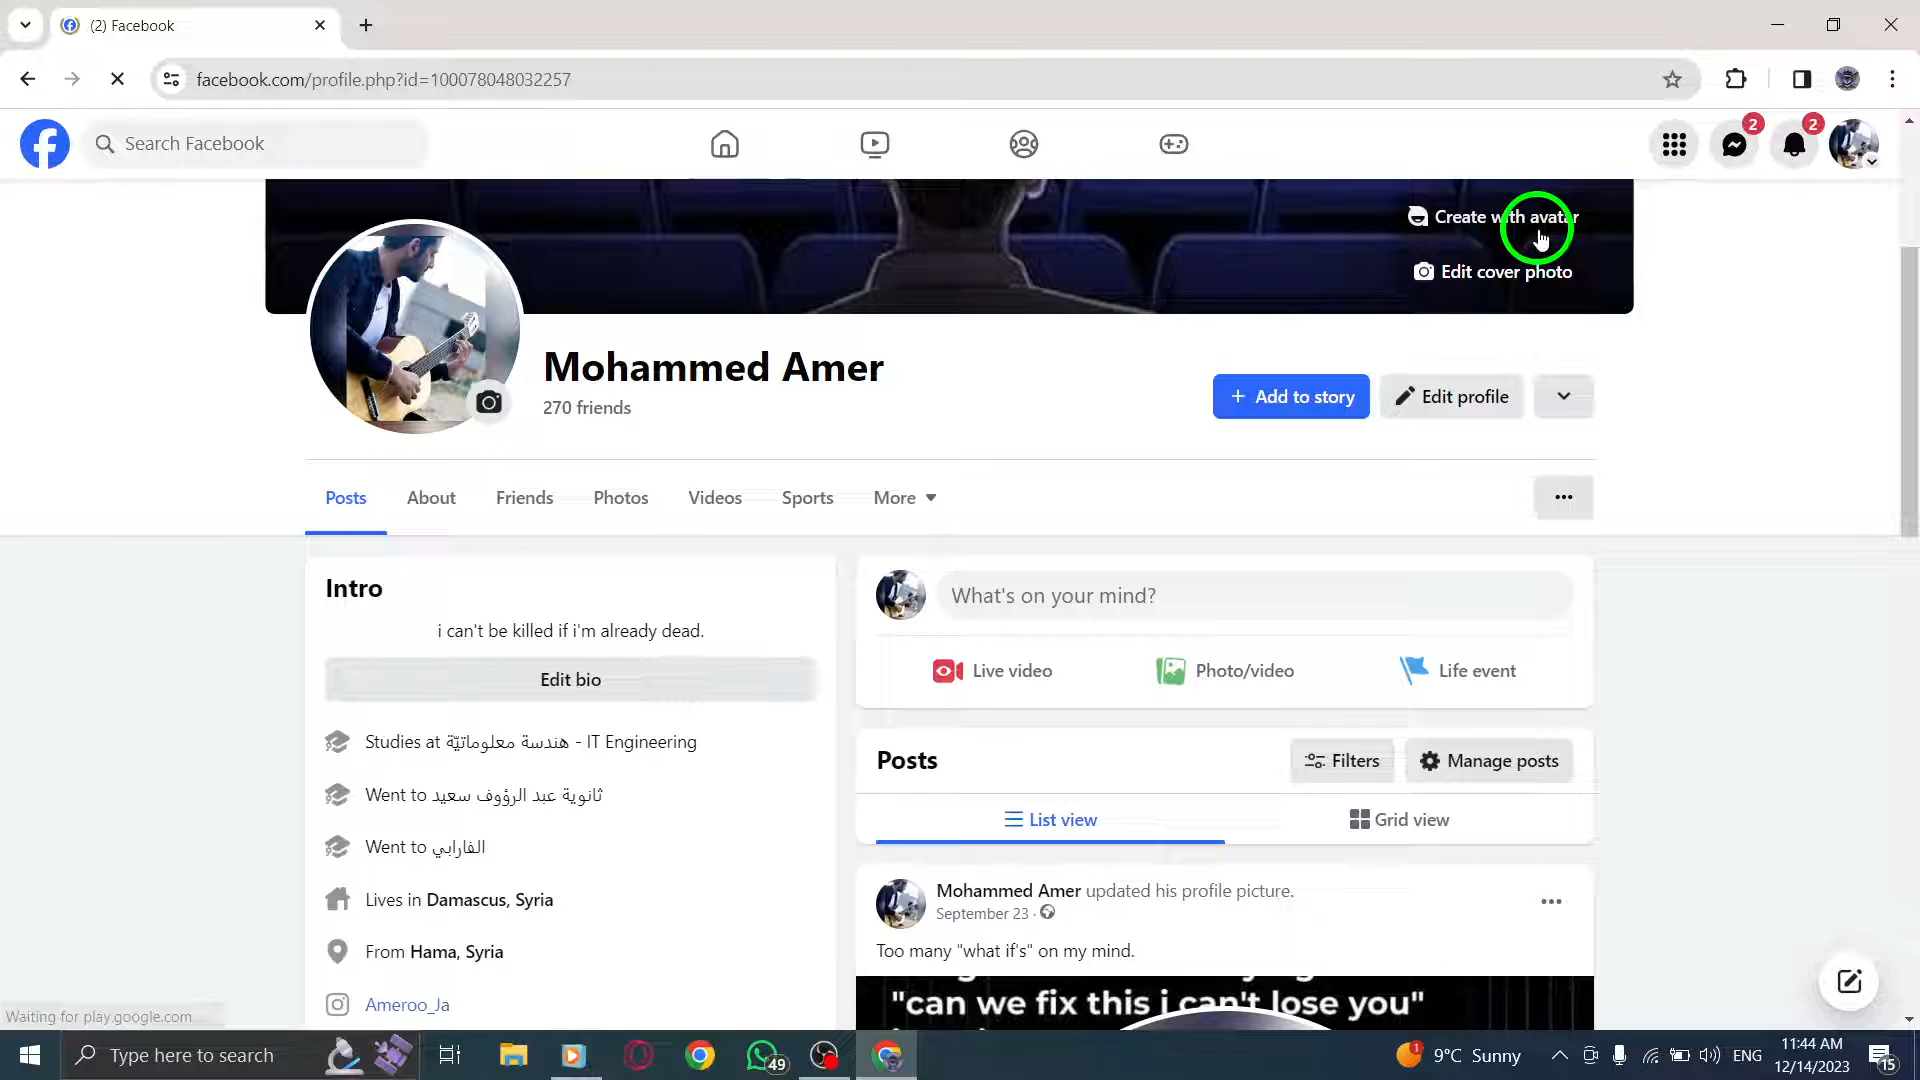 (2) Facebook
facebook.com/profile.php?id=100078048032257
Search Facebook
2
2
Create with avatar
Edit cover photo
Mohammed Amer
270 friends
+ Add to story
Edit profile
Posts
About
Friends
Photos
Videos
Sports
More
Intro
i can't be killed if i'm already dead.
Edit bio
Studies at هندسة معلوماتيّة - IT Engineering
Went to ثانوية عبد الرؤوف سعيد
Went to الفارابي
Lives in Damascus, Syria
From Hama, Syria
Ameroo_Ja
What's on your mind?
Live video
Photo/video
Life event
Posts
Filters
Manage posts
List view
Grid view
Mohammed Amer updated his profile picture.
September 23 ·
Too many "what if's" on my mind.
"can we fix this i can't lose you"
Waiting for play.google.com
Type here to search
49
1
9°C Sunny
ENG
11:44 AM
12/14/2023
15